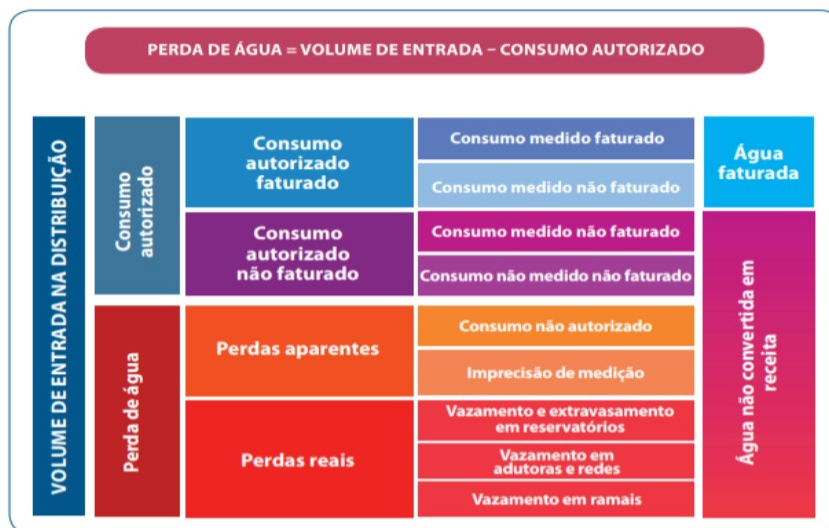 PERDA DE ÁGUA = VOLUME DE ENTRADA – CONSUMO AUTORIZADO
VOLUME DE ENTRADA NA DISTRIBUIÇÃO
Consumo
autorizado
Consumo
autorizado
faturado
Consumo medido faturado
Consumo medido não faturado
Água
faturada
Consumo
autorizado
não faturado
Consumo medido não faturado
Consumo não medido não faturado
Água não convertida em
receita
Perda de água
Perdas aparentes
Consumo não autorizado
Imprecisão de medição
Perdas reais
Vazamento e extravasamento
em reservatórios
Vazamento em
adutoras e redes
Vazamento em ramais